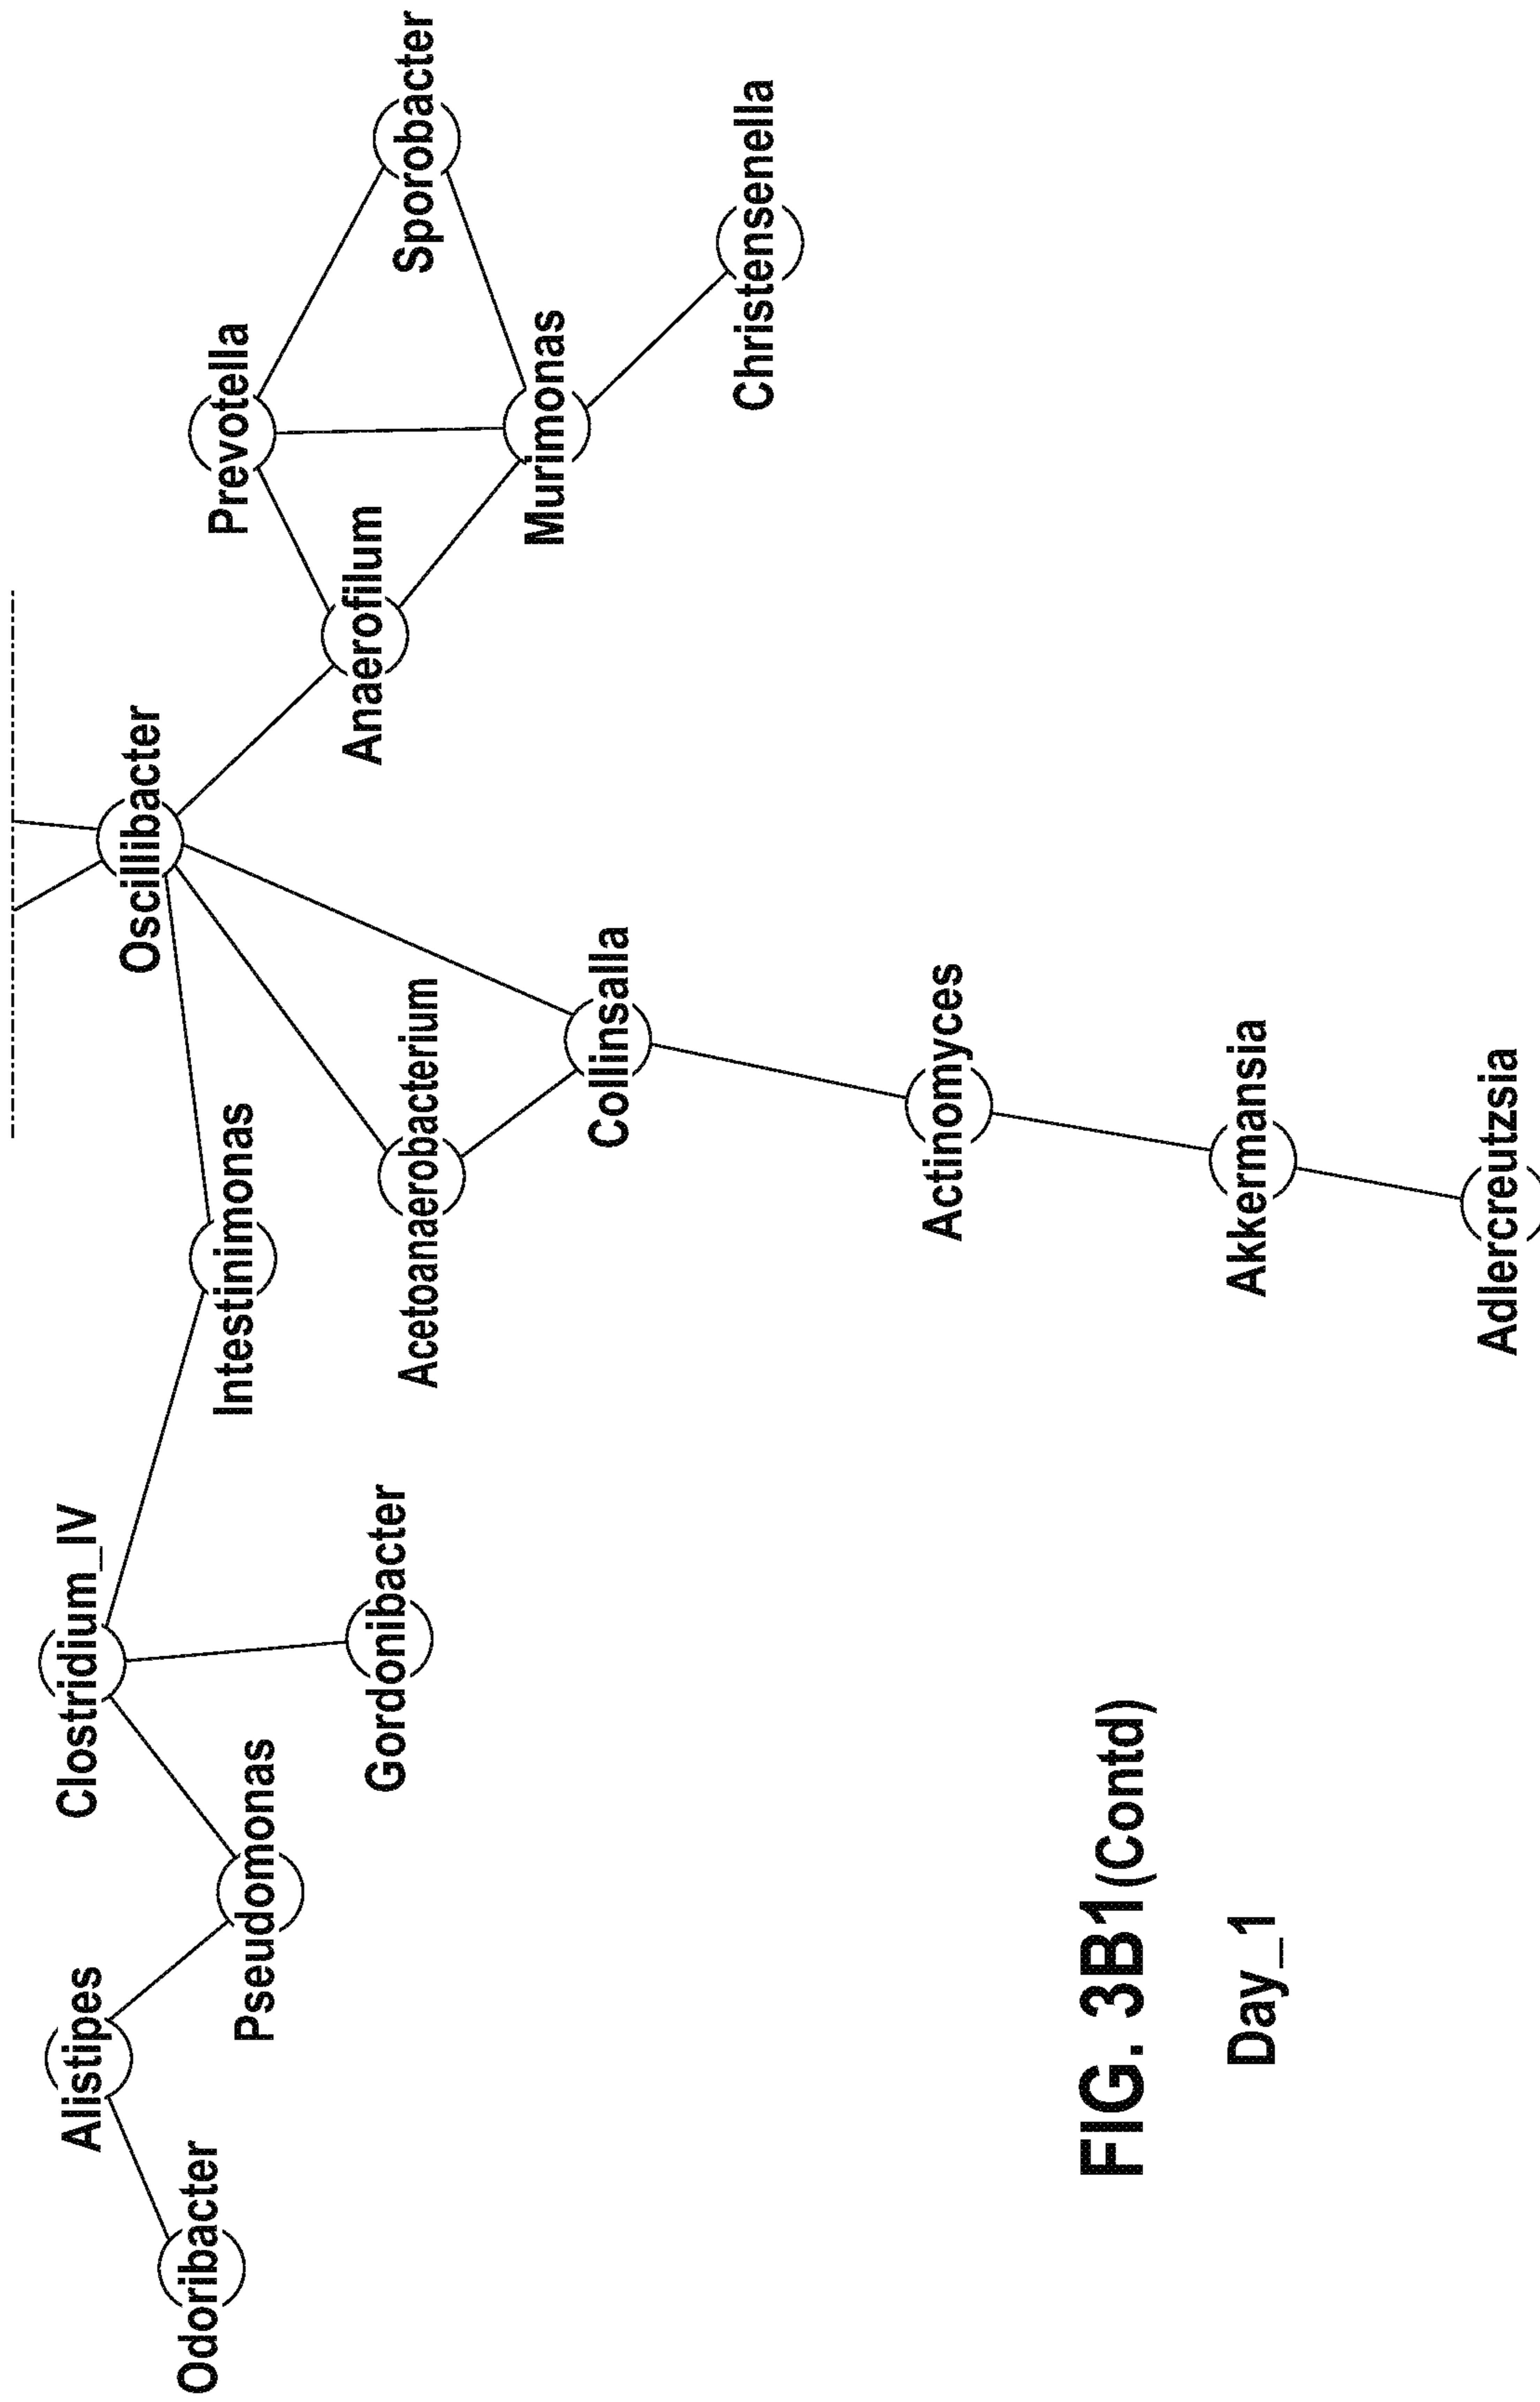 Oscillibacter
Prevotella
Sporobacter
Anaerofilum
Murimonas
Christensenella
Clostridium_IV
Intestinimonas
Acetoanaerobacterium
Collinsalla
Alistipes
Pseudomonas
Gordonibacter
Odoribacter
Actinomyces
Akkermansia
Adlercreutzsia
FIG. 3B1(Contd)
Day_1